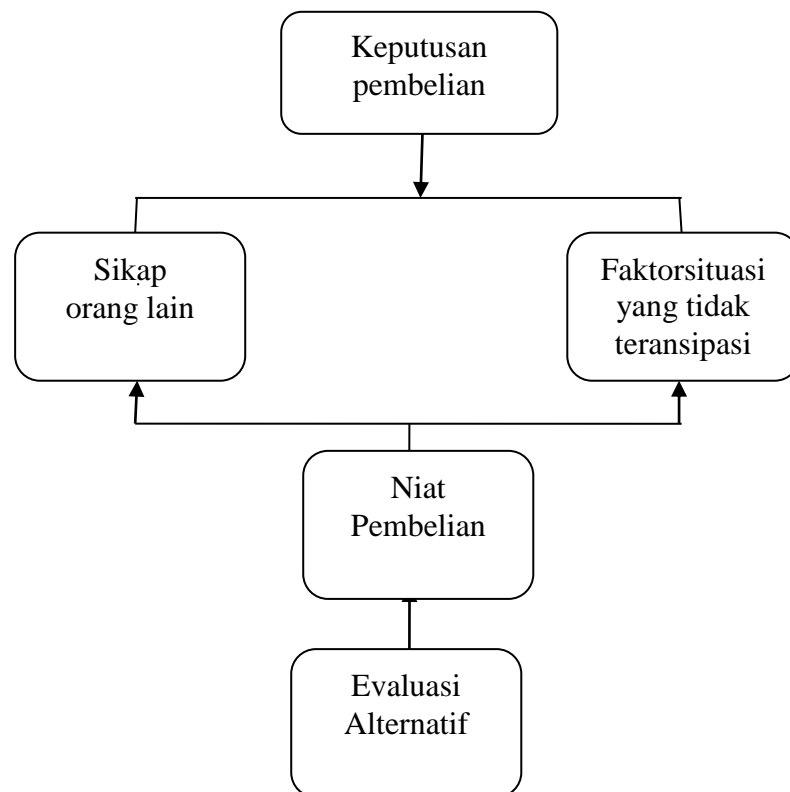 Keputusan
pembelian
Sikap
orang lain
Faktorsituasi
yang tidak
teransipasi
Niat
Pembelian
Evaluasi
Alternatif